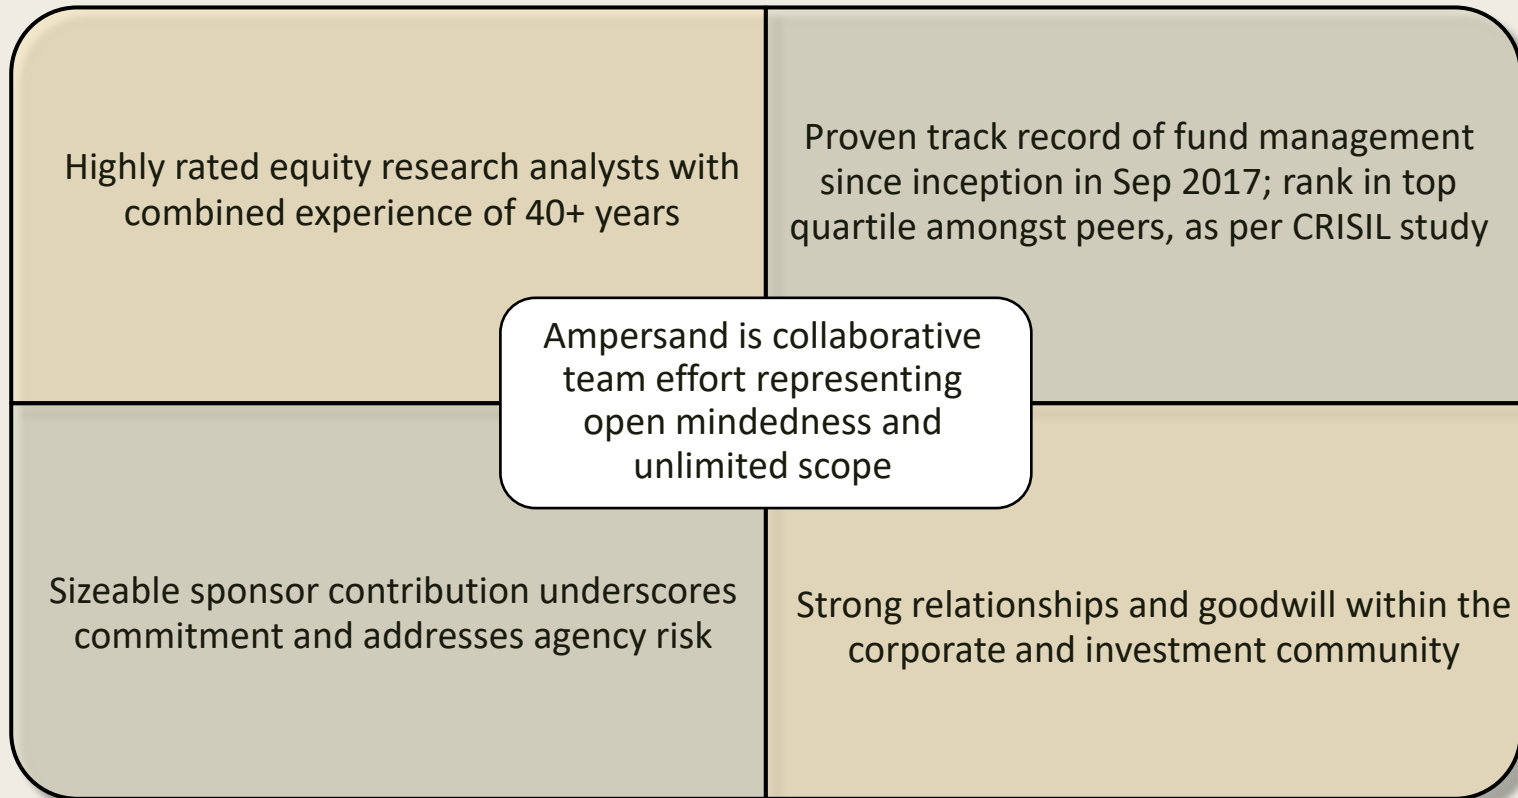 Highly rated equity research analysts with
combined experience of 40+ years
Proven track record of fund management
since inception in Sep 2017; rank in top
quartile amongst peers, as per CRISIL study
Ampersand is collaborative
team effort representing
open mindedness and
unlimited scope
Sizeable sponsor contribution underscores
commitment and addresses agency risk
Strong relationships and goodwill within the
corporate and investment community